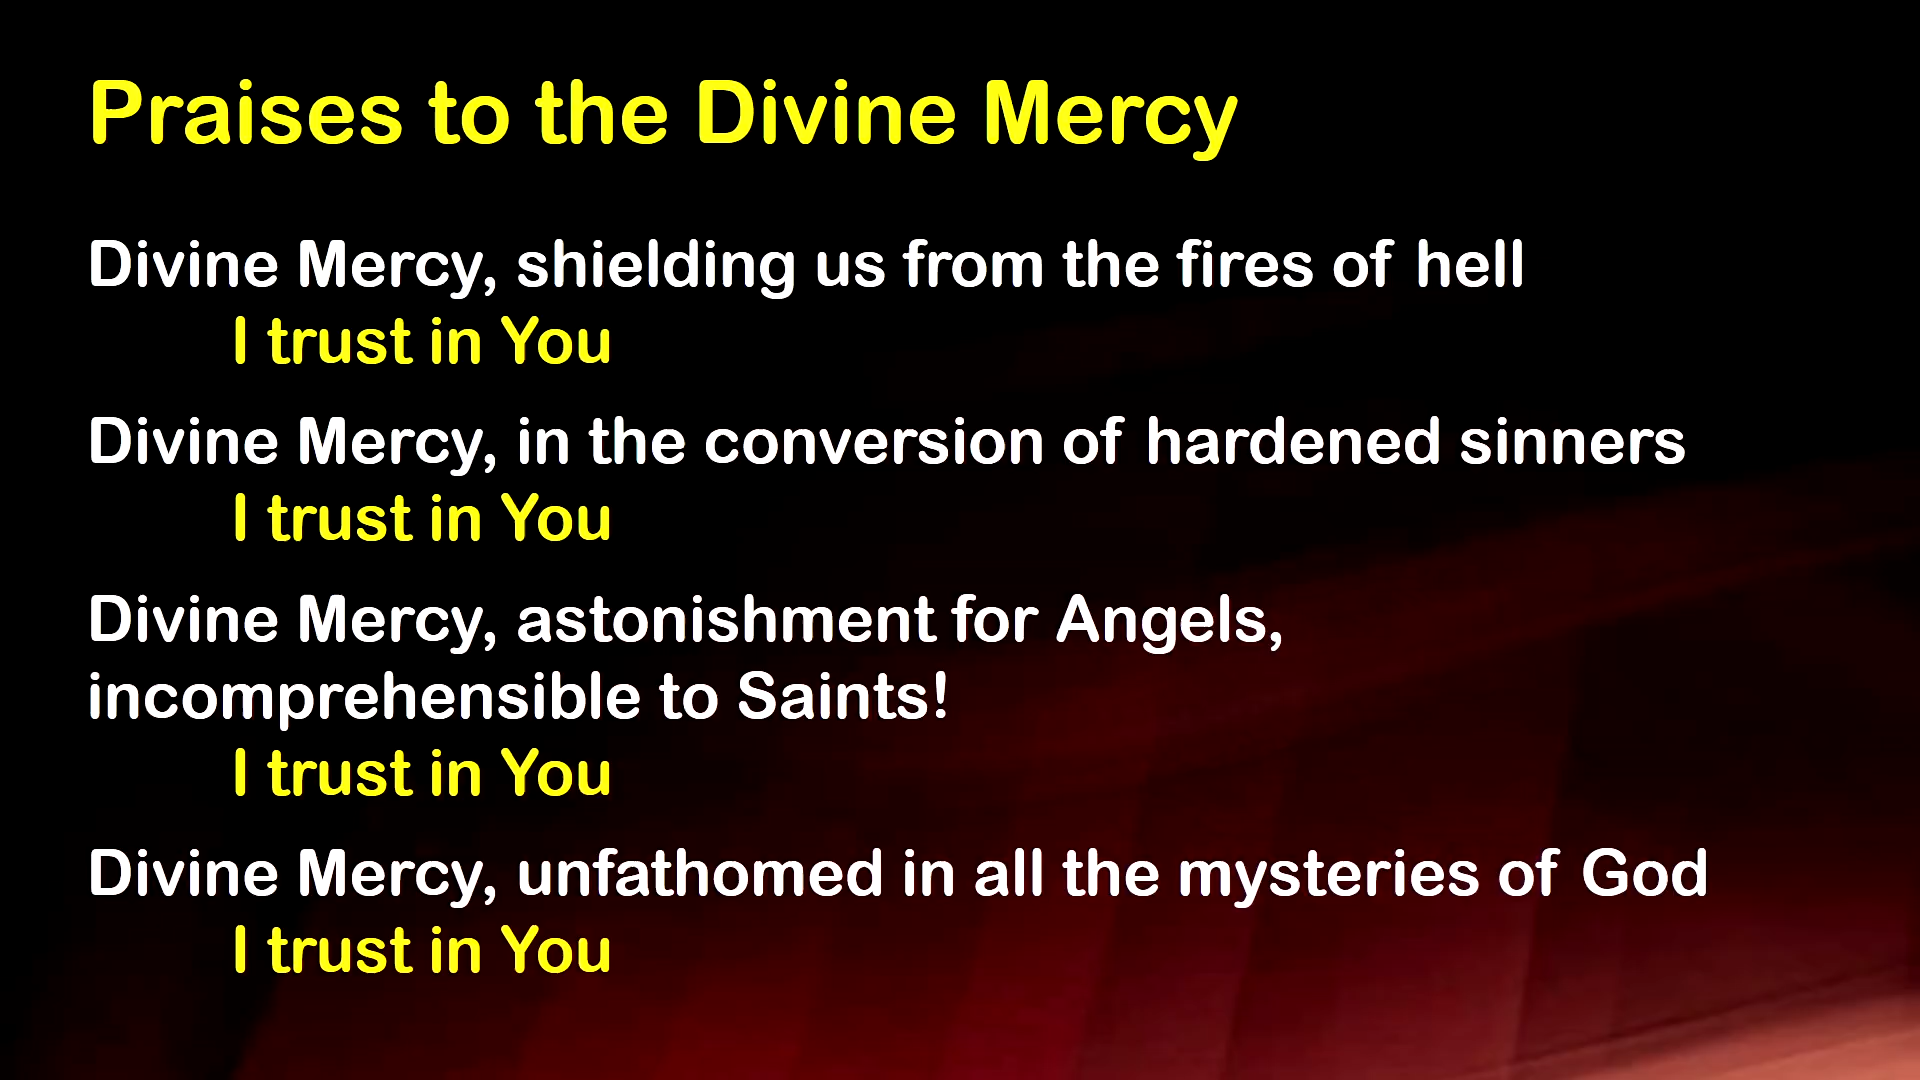 Praises to the Divine Mercy
Divine Mercy, shielding us from the fires of hell
I trust in You
Divine Mercy, in the conversion of hardened sinners
I trust in You
Divine Mercy, astonishment for Angels,
incomprehensible to Saints!
I trust in You
Divine Mercy, unfathomed in all the mysteries of God
I trust in You